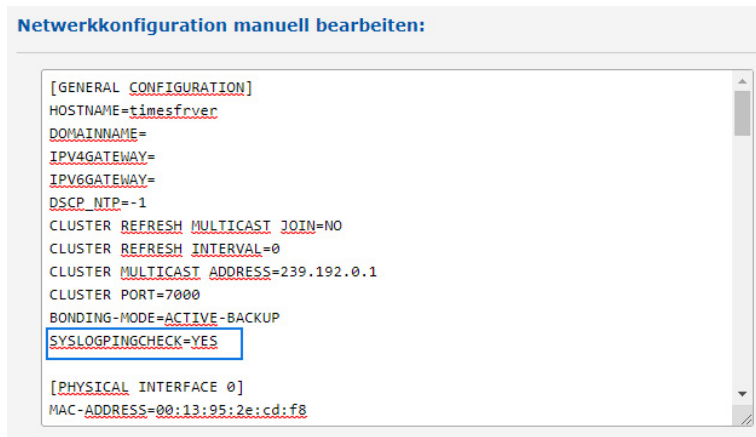 Netwerkkonfiguration manuell bearbeiten:
[GENERAL CONFIGURATION]
HOSTNAME=timesfrver
DOMAINNAME=
IPV4GATEWAY=
IPV6GATEWAY=
DSCP_NTP=-1
CLUSTER REFRESH MULTICAST JOIN=NO
CLUSTER REFRESH INTERVAL=0
CLUSTER MULTICAST ADDRESS=239.192.0.1
CLUSTER PORT=7000
BONDING-MODE=ACTIVE-BACKUP
SYSLOGPINGCHECK=YES
[PHYSICAL INTERFACE 0]
MAC-ADDRESS=00:13:95:2e:cd:f8